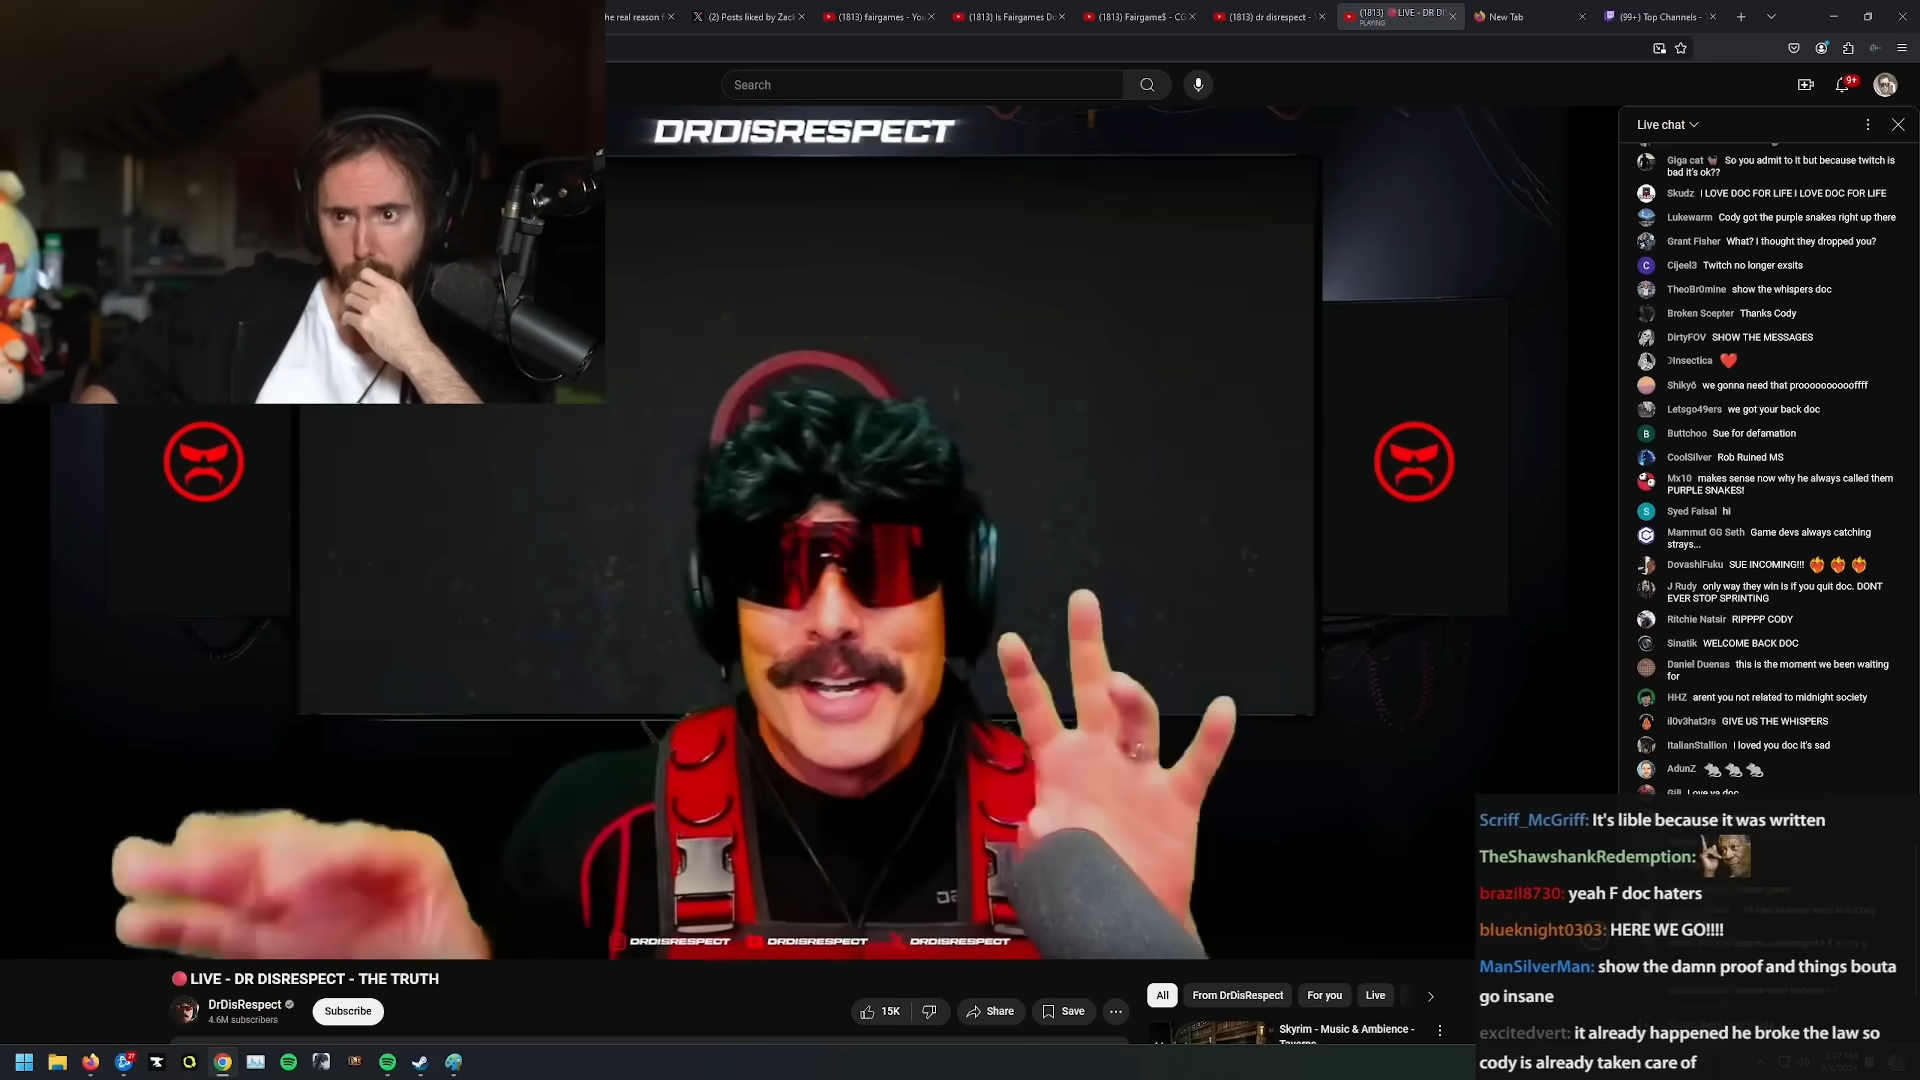 he real reason f
(2) Posts liked by Zac
(1813) fairgames - You
(1813) Is Fairgames D
(1813) Fairgame$ - CG
(1813) dr disrespect -
(1813) 🔴LIVE - DR DI
PLAYING
New Tab
(99+) Top Channels -
Search
9+
DRDISRESPECT
Live chat
Giga cat So you admit to it but because twitch is
bad it's ok??
Skudz I LOVE DOC FOR LIFE I LOVE DOC FOR LIFE
Lukewarm Cody got the purple snakes right up there
Grant Fisher What? I thought they dropped you?
C Cijeel3 Twitch no longer exsits
TheoBr0mine show the whispers doc
Broken Scepter Thanks Cody
DirtyFOV SHOW THE MESSAGES
Insectica ❤️
Shikyō we gonna need that proooooooooffff
Letsgo49ers we got your back doc
B Buttchoo Sue for defamation
CoolSilver Rob Ruined MS
Mx10 makes sense now why he always called them
PURPLE SNAKES!
S Syed Faisal hi
Mammut GG Seth Game devs always catching
strays...
DovashiFuku SUE INCOMING!!! ❤️‍🔥 ❤️‍🔥 ❤️‍🔥
J Rudy only way they win is if you quit doc. DONT
EVER STOP SPRINTING
Ritchie Natsir RIPPPP CODY
Sinatik WELCOME BACK DOC
Daniel Duenas this is the moment we been waiting
for
HHZ arent you not related to midnight society
il0v3hat3rs GIVE US THE WHISPERS
ItalianStallion I loved you doc it's sad
AdunZ 🐀 🐀 🐀
Gill Love ya doc
Scriff_McGriff: It's lible because it was written
TheShawshankRedemption:
brazil8730: yeah F doc haters
blueknight0303: HERE WE GO!!!!
ManSilverMan: show the damn proof and things bouta
go insane
excitedvert: it already happened he broke the law so
cody is already taken care of
DRDISRESPECT DRDISRESPECT DRDISRESPECT
🔴 LIVE - DR DISRESPECT - THE TRUTH
DrDisRespect
4.6M subscribers
Subscribe
15K
Share
Save
All
From DrDisRespect
For you
Live
Skyrim - Music & Ambience -
Taverns
27